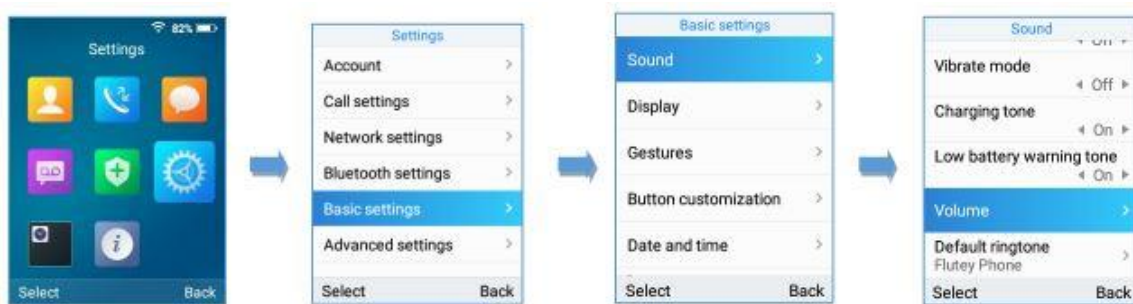 82%
Settings
Select Back
Settings
Account
Call settings
Network settings
Bluetooth settings
Basic settings
Advanced settings
Select Back
Basic settings
Sound
Display
Gestures
Button customization
Date and time
Select Back
Sound
Vibrate mode
Off
Charging tone
On
Low battery warning tone
On
Volume
Default ringtone
Flutey Phone
Select Back